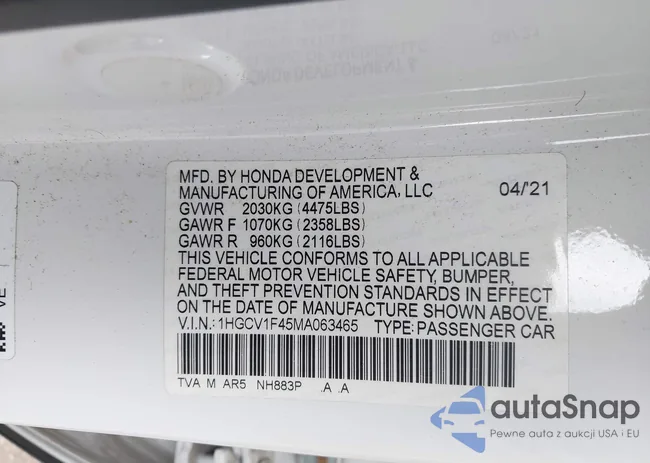 MFD. BY HONDA DEVELOPMENT &
MANUFACTURING OF AMERICA, LLC 04/'21
GVWR 2030KG (4475LBS)
GAWR F 1070KG (2358LBS)
GAWR R 960KG (2116LBS)
THIS VEHICLE CONFORMS TO ALL APPLICABLE
FEDERAL MOTOR VEHICLE SAFETY, BUMPER,
AND THEFT PREVENTION STANDARDS IN EFFECT
ON THE DATE OF MANUFACTURE SHOWN ABOVE.
V.I.N.: 1HGCV1F45MA063465 TYPE: PASSENGER CAR
TVA M AR5 NH883P .A .A
VE
autoSnap
Pewne auta z aukcji USA i EU